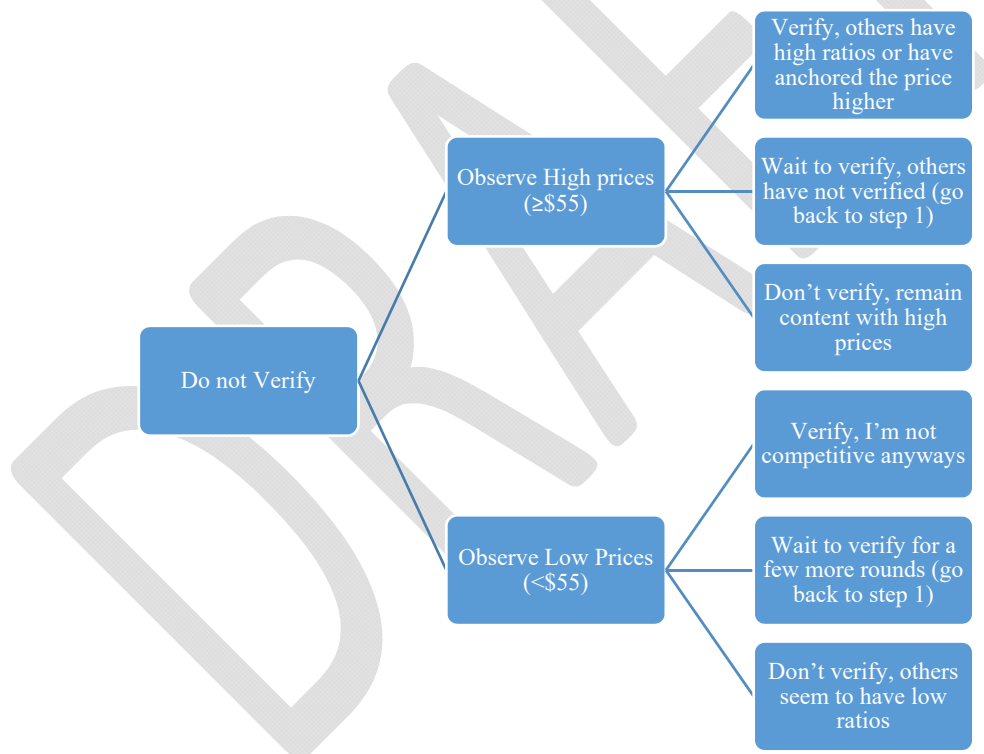 Do not Verify
Observe High prices
(≥$55)
Verify, others have
high ratios or have
anchored the price
higher
Wait to verify, others
have not verified (go
back to step 1)
Don’t verify, remain
content with high
prices
Observe Low Prices
(<$55)
Verify, I’m not
competitive anyways
Wait to verify for a
few more rounds (go
back to step 1)
Don’t verify, others
seem to have low
ratios
DRAF